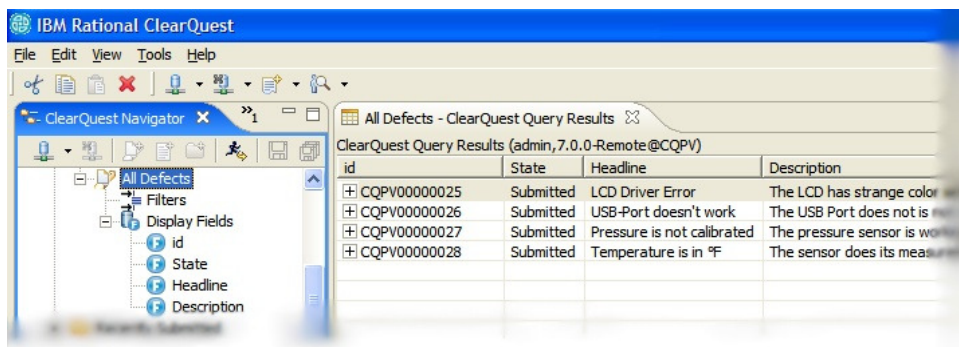 IBM Rational ClearQuest
File Edit View Tools Help
ClearQuest Navigator
»1
All Defects - ClearQuest Query Results
ClearQuest Query Results (admin,7.0.0-Remote@CQPV)
All Defects
Filters
Display Fields
id
State
Headline
Description
Recently Submitted
id State Headline Description
CQPV00000025 Submitted LCD Driver Error The LCD has strange color
CQPV00000026 Submitted USB-Port doesn't work The USB Port does not is
CQPV00000027 Submitted Pressure is not calibrated The pressure sensor is
CQPV00000028 Submitted Temperature is in °F The sensor does its